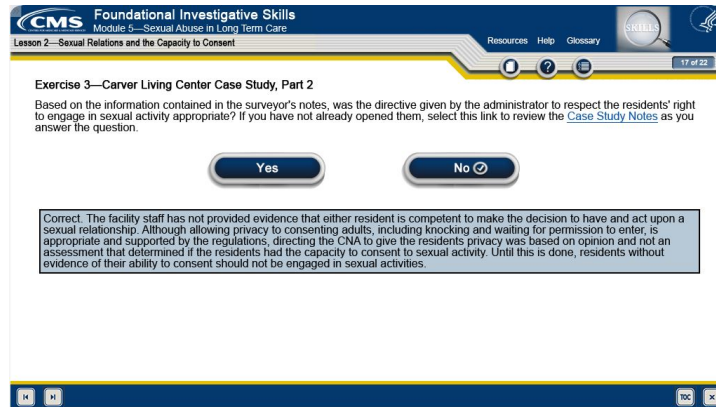 CMS
Foundational Investigative Skills
Module 5—Sexual Abuse in Long Term Care
SKILLS
Lesson 2—Sexual Relations and the Capacity to Consent
Resources Help Glossary
17 of 22
Exercise 3—Carver Living Center Case Study, Part 2
Based on the information contained in the surveyor's notes, was the directive given by the administrator to respect the residents' right
to engage in sexual activity appropriate? If you have not already opened them, select this link to review the Case Study Notes as you
answer the question.
Yes
No
Correct. The facility staff has not provided evidence that either resident is competent to make the decision to have and act upon a
sexual relationship. Although allowing privacy to consenting adults, including knocking and waiting for permission to enter, is
appropriate and supported by the regulations, directing the CNA to give the residents privacy was based on opinion and not an
assessment that determined if the residents had the capacity to consent to sexual activity. Until this is done, residents without
evidence of their ability to consent should not be engaged in sexual activities.
TOC